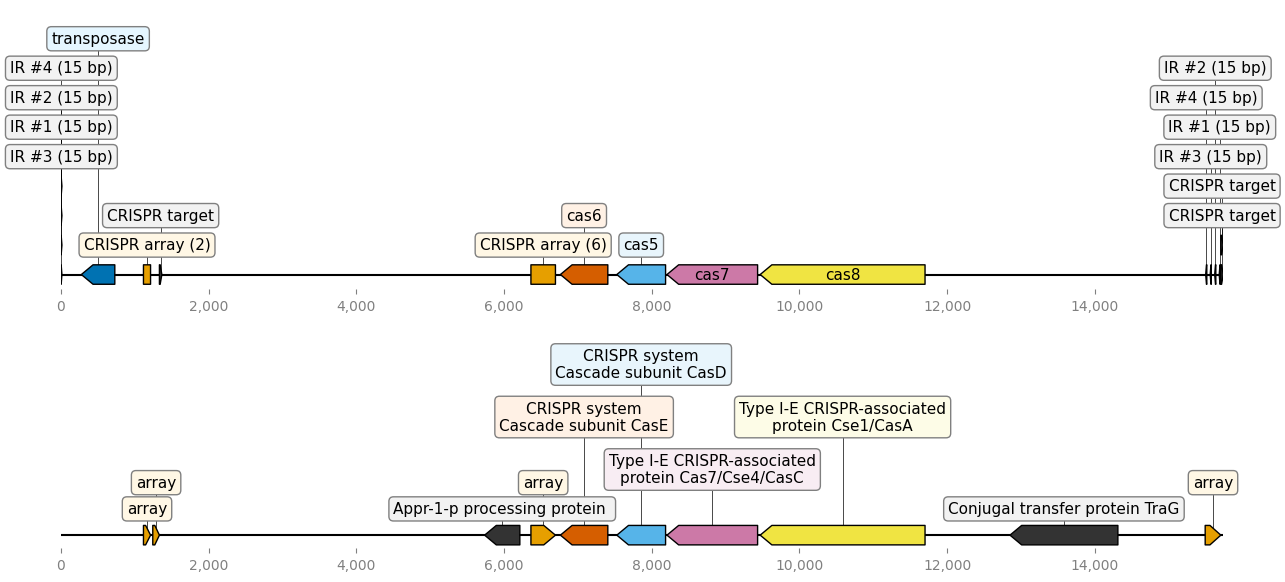 transposase
IR #4 (15 bp)
IR #2 (15 bp)
IR #2 (15 bp)
IR #4 (15 bp)
IR #1 (15 bp)
IR #1 (15 bp)
IR #3 (15 bp)
IR #3 (15 bp)
CRISPR target
CRISPR target
cas6
CRISPR target
CRISPR array (2)
CRISPR array (6)
cas5
cas7
cas8
0
2,000
4,000
6,000
8,000
10,000
12,000
14,000
CRISPR system
Cascade subunit CasD
CRISPR system
Cascade subunit CasE
Type I-E CRISPR-associated
protein Cse1/CasA
Type I-E CRISPR-associated
protein Cas7/Cse4/CasC
array
array
array
array
Appr-1-p processing protein
Conjugal transfer protein TraG
0
2,000
4,000
6,000
8,000
10,000
12,000
14,000